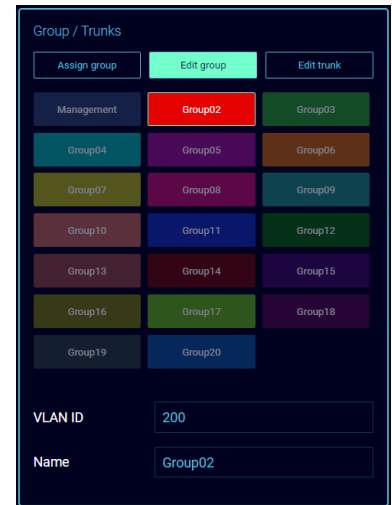 Group / Trunks
Assign group Edit group Edit trunk
Management Group02 Group03
Group04 Group05 Group06
Group07 Group08 Group09
Group10 Group11 Group12
Group13 Group14 Group15
Group16 Group17 Group18
Group19 Group20
VLAN ID 200
Name Group02